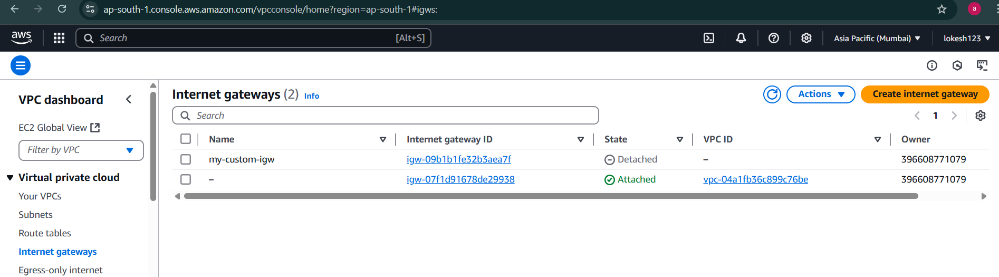 ap-south-1.console.aws.amazon.com/vpcconsole/home?region=ap-south-1#igws:
a
aws
Search
[Alt+S]
Asia Pacific (Mumbai)
lokesh123
VPC dashboard
EC2 Global View
Filter by VPC
Virtual private cloud
Your VPCs
Subnets
Route tables
Internet gateways
Egress-only internet
Internet gateways (2) Info
Actions
Create internet gateway
Search
1
Name Internet gateway ID State VPC ID Owner
my-custom-igw igw-09b1b1fe32b3aea7f Detached – 396608771079
– igw-07f1d91678de29938 Attached vpc-04a1fb36c899c76be 396608771079